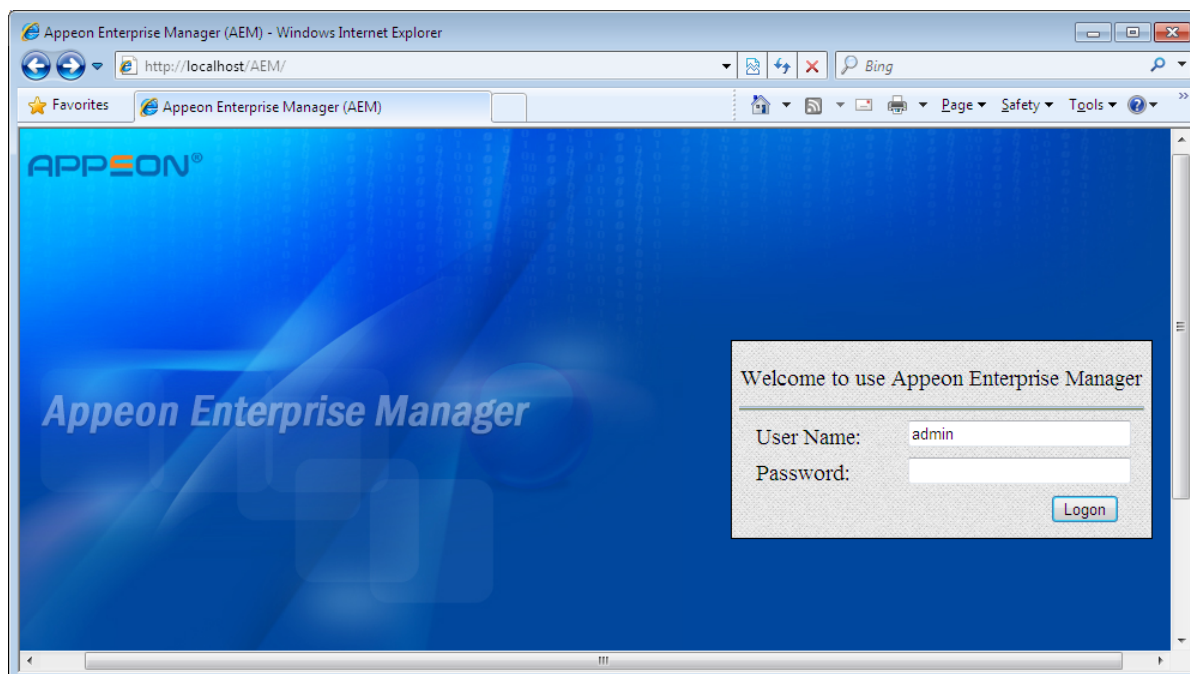 Appeon Enterprise Manager (AEM) - Windows Internet Explorer
http://localhost/AEM/
Bing
Favorites
Appeon Enterprise Manager (AEM)
Page
Safety
Tools
APPEON®
Welcome to use Appeon Enterprise Manager
Appeon Enterprise Manager
User Name:
admin
Password:
Logon